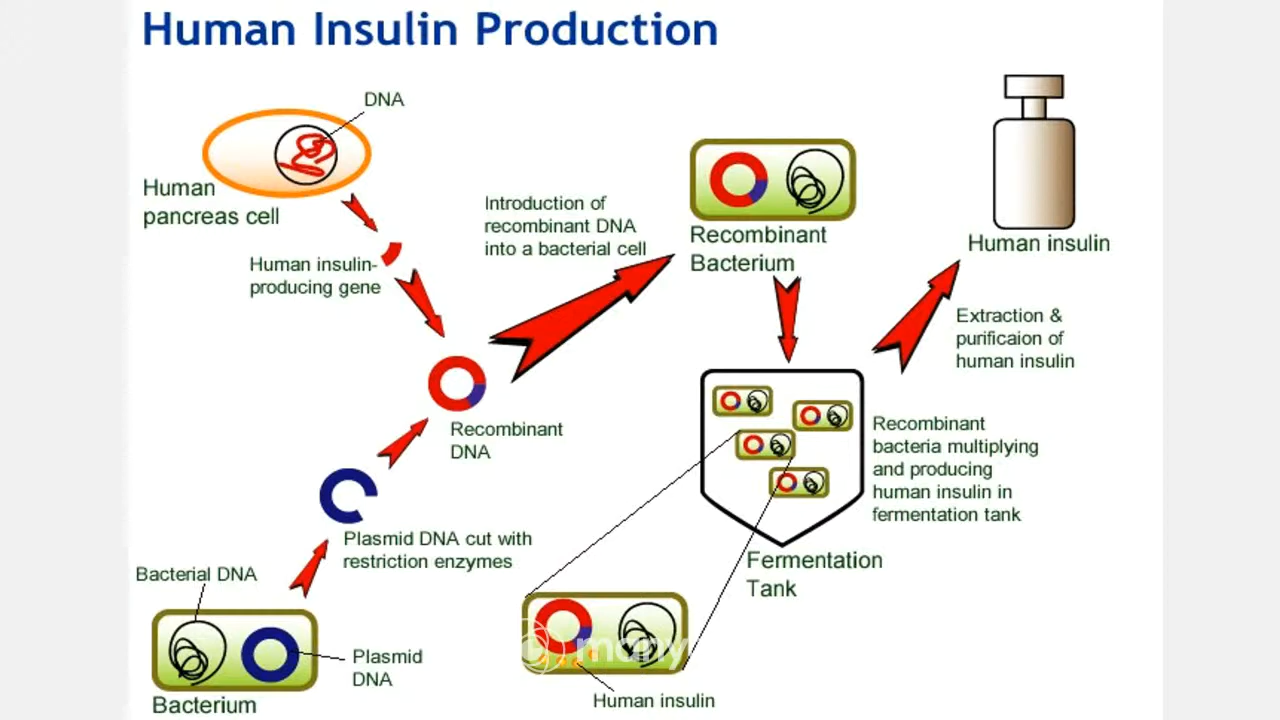 Human Insulin Production
DNA
Human
pancreas cell
Human insulin-
producing gene
Introduction of
recombinant DNA
into a bacterial cell
Recombinant
Bacterium
Human insulin
Extraction &
purificaion of
human insulin
Recombinant
DNA
Recombinant
bacteria multiplying
and producing
human insulin in
fermentation tank
Plasmid DNA cut with
restriction enzymes
Fermentation
Tank
Bacterial DNA
Plasmid
DNA
Bacterium
many
Human insulin